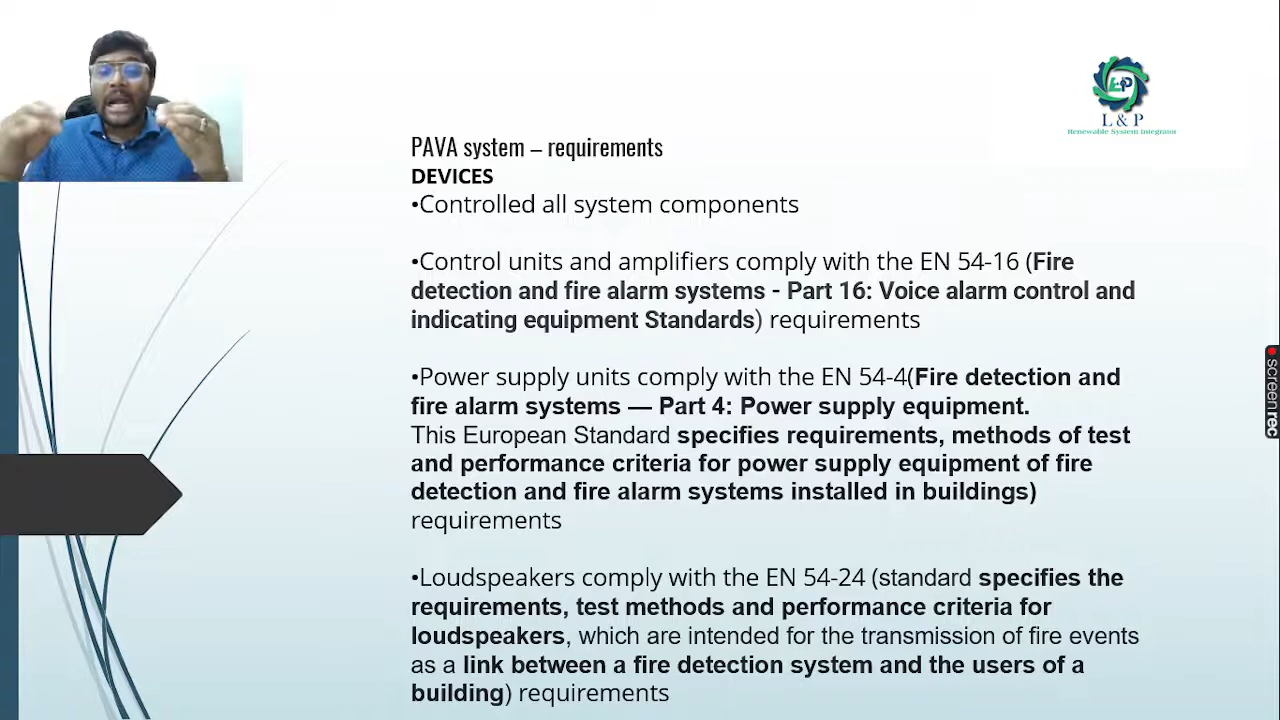 L & P
Renewable System Integrator
PAVA system – requirements
DEVICES
•Controlled all system components
•Control units and amplifiers comply with the EN 54-16 (Fire
detection and fire alarm systems - Part 16: Voice alarm control and
indicating equipment Standards) requirements
•Power supply units comply with the EN 54-4(Fire detection and
fire alarm systems — Part 4: Power supply equipment.
This European Standard specifies requirements, methods of test
and performance criteria for power supply equipment of fire
detection and fire alarm systems installed in buildings)
requirements
•Loudspeakers comply with the EN 54-24 (standard specifies the
requirements, test methods and performance criteria for
loudspeakers, which are intended for the transmission of fire events
as a link between a fire detection system and the users of a
building) requirements
screenrec